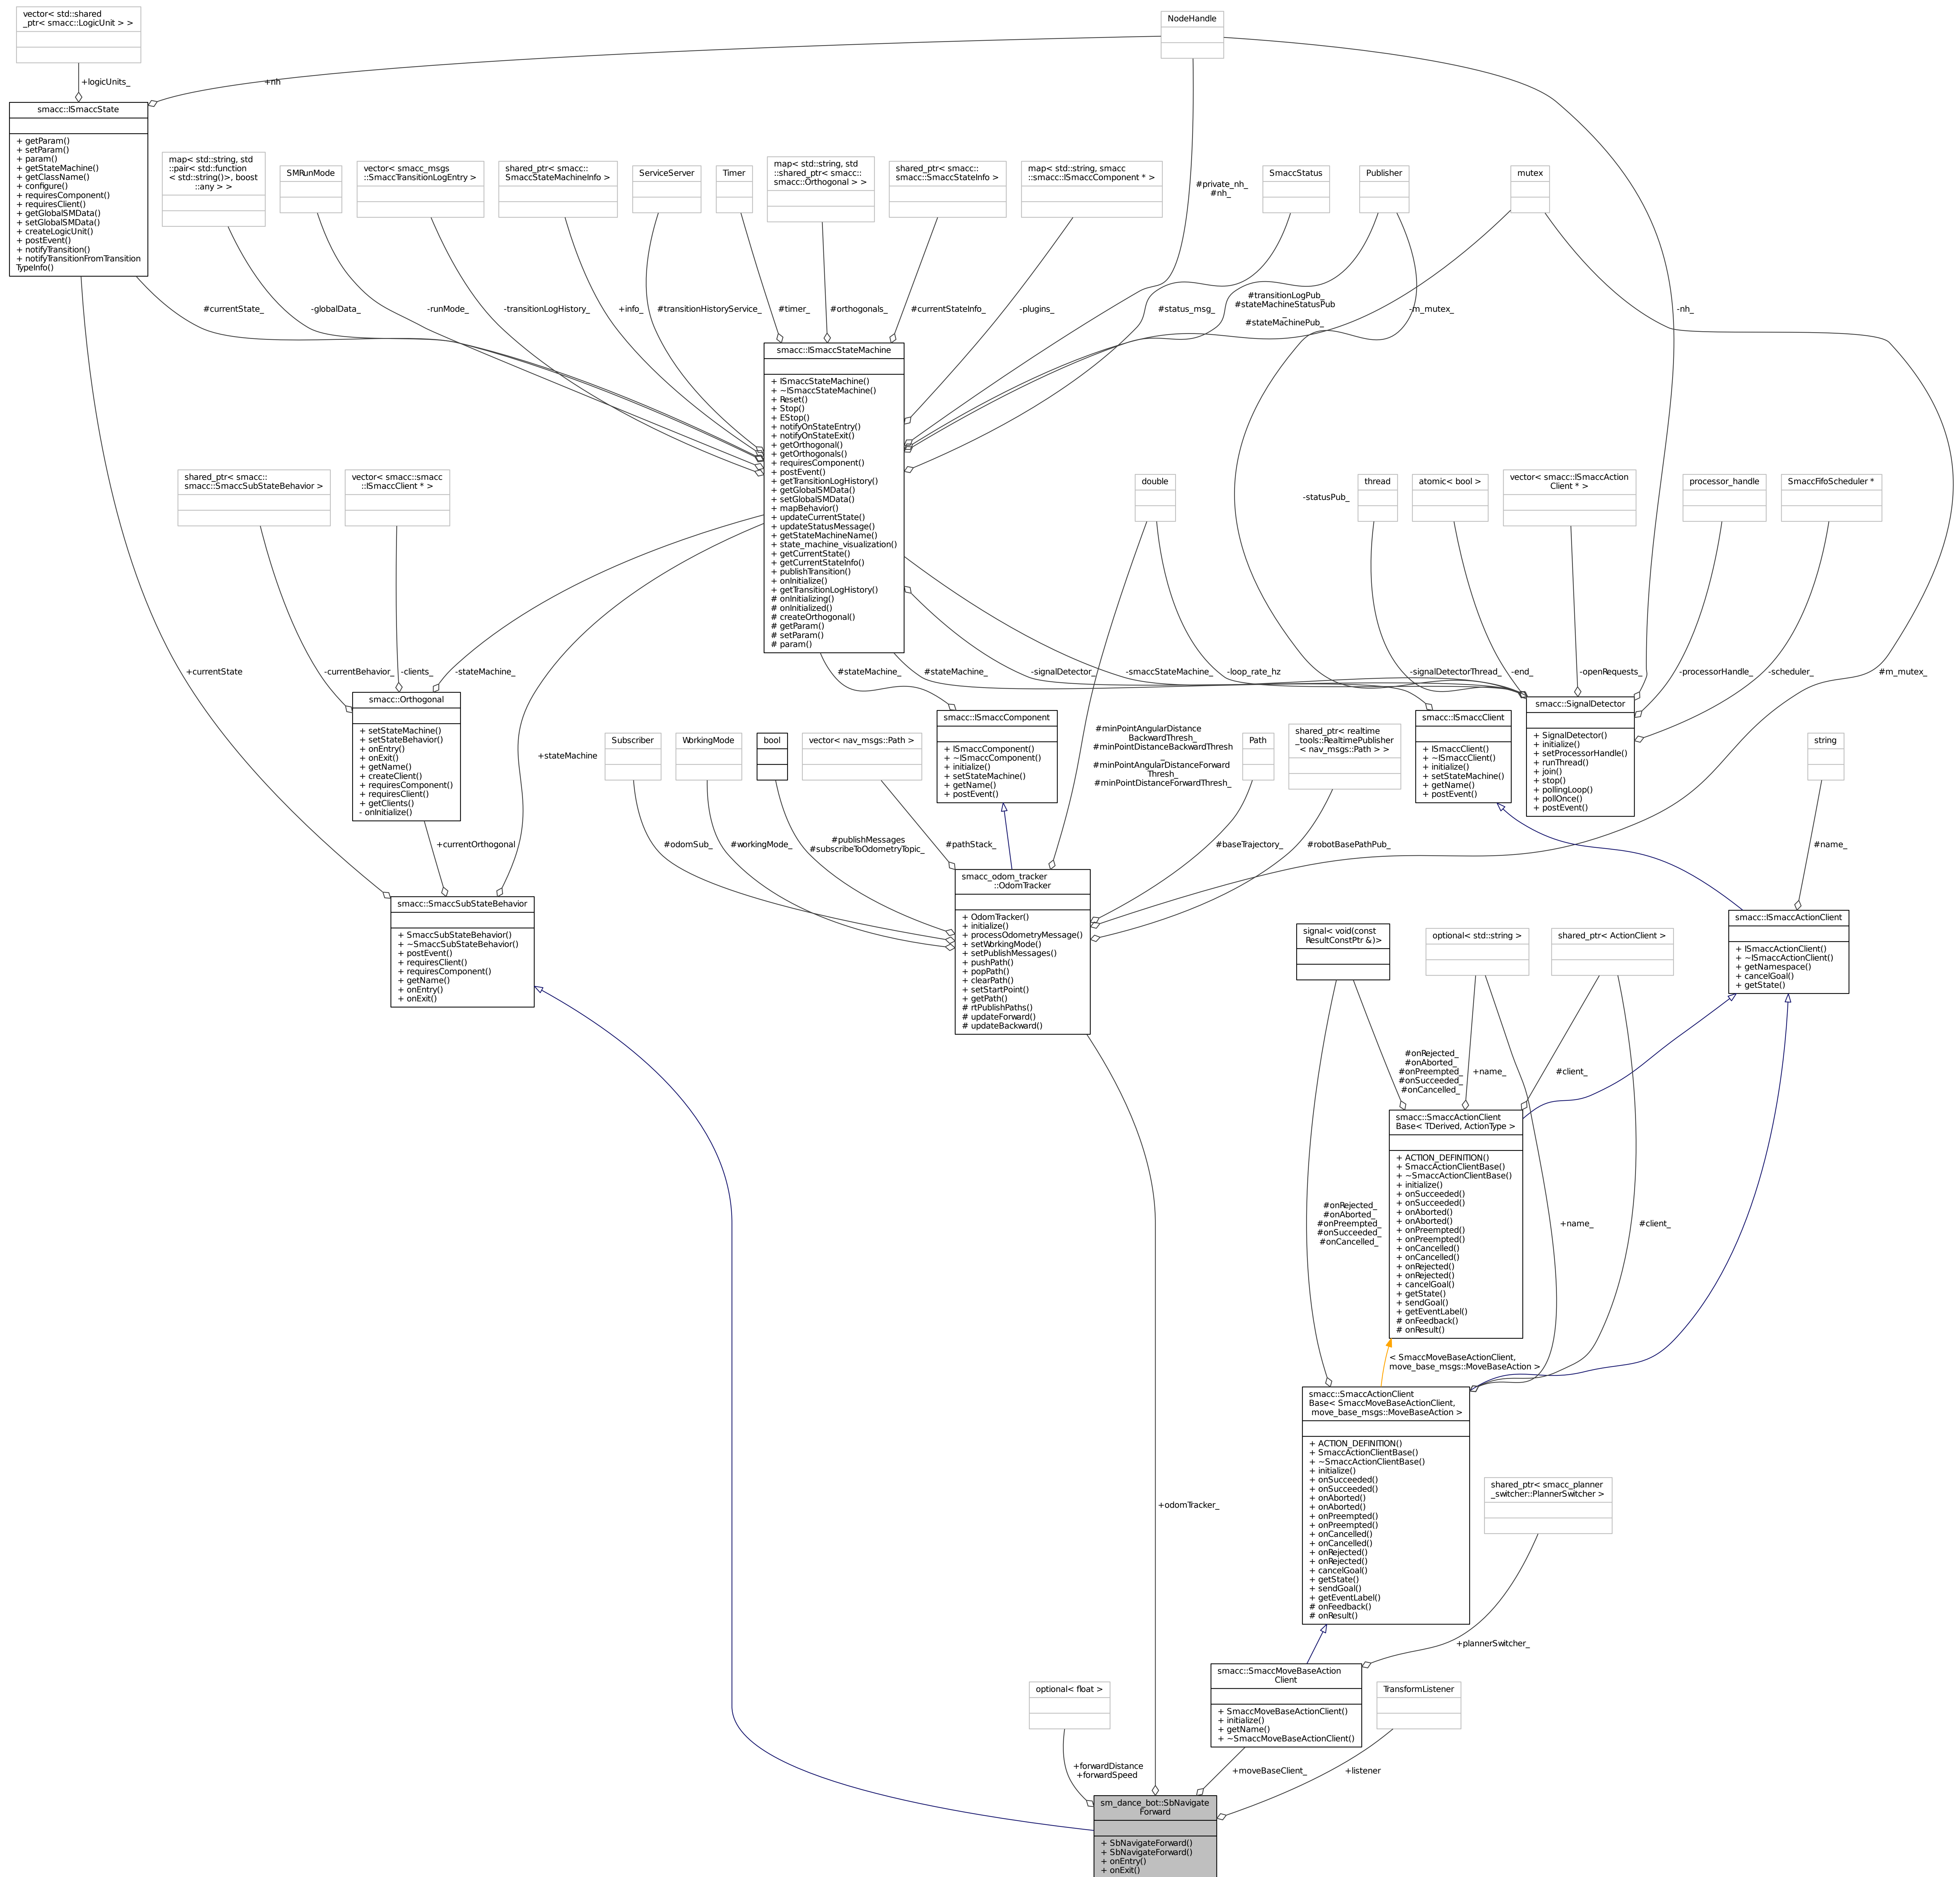 vector< std::shared
_ptr< smacc::LogicUnit > >
NodeHandle
+logicUnits_
+nh
smacc::ISmaccState
+ getParam()
+ setParam()
+ param()
+ getStateMachine()
+ getClassName()
+ configure()
+ requiresComponent()
+ requiresClient()
+ getGlobalSMData()
+ setGlobalSMData()
+ createLogicUnit()
+ postEvent()
+ notifyTransition()
+ notifyTransitionFromTransition
TypeInfo()
map< std::string, std
::pair< std::function
< std::string()>, boost
::any > >
SMRunMode
vector< smacc_msgs
::SmaccTransitionLogEntry >
shared_ptr< smacc::
SmaccStateMachineInfo >
ServiceServer
Timer
map< std::string, std
::shared_ptr< smacc::
smacc::Orthogonal > >
shared_ptr< smacc::
smacc::SmaccStateInfo >
map< std::string, smacc
::smacc::ISmaccComponent * >
#private_nh_
#nh_
SmaccStatus
Publisher
mutex
#currentState_
-globalData_
-runMode_
-transitionLogHistory_
+info_
#transitionHistoryService_
#timer_
#orthogonals_
#currentStateInfo_
-plugins_
#status_msg_
#transitionLogPub_
#stateMachineStatusPub
_
#stateMachinePub_
-m_mutex_
-nh_
smacc::ISmaccStateMachine
+ ISmaccStateMachine()
+ ~ISmaccStateMachine()
+ Reset()
+ Stop()
+ EStop()
+ notifyOnStateEntry()
+ notifyOnStateExit()
+ getOrthogonal()
+ getOrthogonals()
+ requiresComponent()
+ postEvent()
+ getTransitionLogHistory()
+ getGlobalSMData()
+ setGlobalSMData()
+ mapBehavior()
+ updateCurrentState()
+ updateStatusMessage()
+ getStateMachineName()
+ state_machine_visualization()
+ getCurrentState()
+ getCurrentStateInfo()
+ publishTransition()
+ onInitialize()
+ getTransitionLogHistory()
# onInitializing()
# onInitialized()
# createOrthogonal()
# getParam()
# setParam()
# param()
shared_ptr< smacc::
smacc::SmaccSubStateBehavior >
vector< smacc::smacc
::ISmaccClient * >
double
-statusPub_
thread
atomic< bool >
vector< smacc::ISmaccAction
Client * >
processor_handle
SmaccFifoScheduler *
+currentState
-currentBehavior_
-clients_
-stateMachine_
#stateMachine_
#stateMachine_
-signalDetector_
-smaccStateMachine_
-loop_rate_hz
-signalDetectorThread_
-end_
-openRequests_
-processorHandle_
-scheduler_
#m_mutex_
smacc::Orthogonal
+ setStateMachine()
+ setStateBehavior()
+ onEntry()
+ onExit()
+ getName()
+ createClient()
+ requiresComponent()
+ requiresClient()
+ getClients()
- onInitialize()
+stateMachine
Subscriber
WorkingMode
bool
vector< nav_msgs::Path >
smacc::ISmaccComponent
+ ISmaccComponent()
+ ~ISmaccComponent()
+ initialize()
+ setStateMachine()
+ getName()
+ postEvent()
#minPointAngularDistance
BackwardThresh_
#minPointDistanceBackwardThresh
_
#minPointAngularDistanceForward
Thresh_
#minPointDistanceForwardThresh_
Path
shared_ptr< realtime
_tools::RealtimePublisher
< nav_msgs::Path > >
smacc::ISmaccClient
+ ISmaccClient()
+ ~ISmaccClient()
+ initialize()
+ setStateMachine()
+ getName()
+ postEvent()
smacc::SignalDetector
+ SignalDetector()
+ initialize()
+ setProcessorHandle()
+ runThread()
+ join()
+ stop()
+ pollingLoop()
+ pollOnce()
+ postEvent()
string
+currentOrthogonal
#odomSub_
#workingMode_
#publishMessages
#subscribeToOdometryTopic_
#pathStack_
#baseTrajectory_
#robotBasePathPub_
#name_
smacc::SmaccSubStateBehavior
+ SmaccSubStateBehavior()
+ ~SmaccSubStateBehavior()
+ postEvent()
+ requiresClient()
+ requiresComponent()
+ getName()
+ onEntry()
+ onExit()
smacc_odom_tracker
::OdomTracker
+ OdomTracker()
+ initialize()
+ processOdometryMessage()
+ setWorkingMode()
+ setPublishMessages()
+ pushPath()
+ popPath()
+ clearPath()
+ setStartPoint()
+ getPath()
# rtPublishPaths()
# updateForward()
# updateBackward()
signal< void(const
ResultConstPtr &)>
optional< std::string >
shared_ptr< ActionClient >
smacc::ISmaccActionClient
+ ISmaccActionClient()
+ ~ISmaccActionClient()
+ getNamespace()
+ cancelGoal()
+ getState()
#onRejected_
#onAborted_
#onPreempted_
#onSucceeded_
#onCancelled_
+name_
#client_
smacc::SmaccActionClient
Base< TDerived, ActionType >
+ ACTION_DEFINITION()
+ SmaccActionClientBase()
+ ~SmaccActionClientBase()
+ initialize()
+ onSucceeded()
+ onSucceeded()
+ onAborted()
+ onAborted()
+ onPreempted()
+ onPreempted()
+ onCancelled()
+ onCancelled()
+ onRejected()
+ onRejected()
+ cancelGoal()
+ getState()
+ sendGoal()
+ getEventLabel()
# onFeedback()
# onResult()
#onRejected_
#onAborted_
#onPreempted_
#onSucceeded_
#onCancelled_
+name_
#client_
< SmaccMoveBaseActionClient,
move_base_msgs::MoveBaseAction >
smacc::SmaccActionClient
Base< SmaccMoveBaseActionClient,
move_base_msgs::MoveBaseAction >
+ ACTION_DEFINITION()
+ SmaccActionClientBase()
+ ~SmaccActionClientBase()
+ initialize()
+ onSucceeded()
+ onSucceeded()
+ onAborted()
+ onAborted()
+ onPreempted()
+ onPreempted()
+ onCancelled()
+ onCancelled()
+ onRejected()
+ onRejected()
+ cancelGoal()
+ getState()
+ sendGoal()
+ getEventLabel()
# onFeedback()
# onResult()
+odomTracker_
shared_ptr< smacc_planner
_switcher::PlannerSwitcher >
+plannerSwitcher_
optional< float >
smacc::SmaccMoveBaseAction
Client
+ SmaccMoveBaseActionClient()
+ initialize()
+ getName()
+ ~SmaccMoveBaseActionClient()
TransformListener
+forwardDistance
+forwardSpeed
+moveBaseClient_
+listener
sm_dance_bot::SbNavigate
Forward
+ SbNavigateForward()
+ SbNavigateForward()
+ onEntry()
+ onExit()